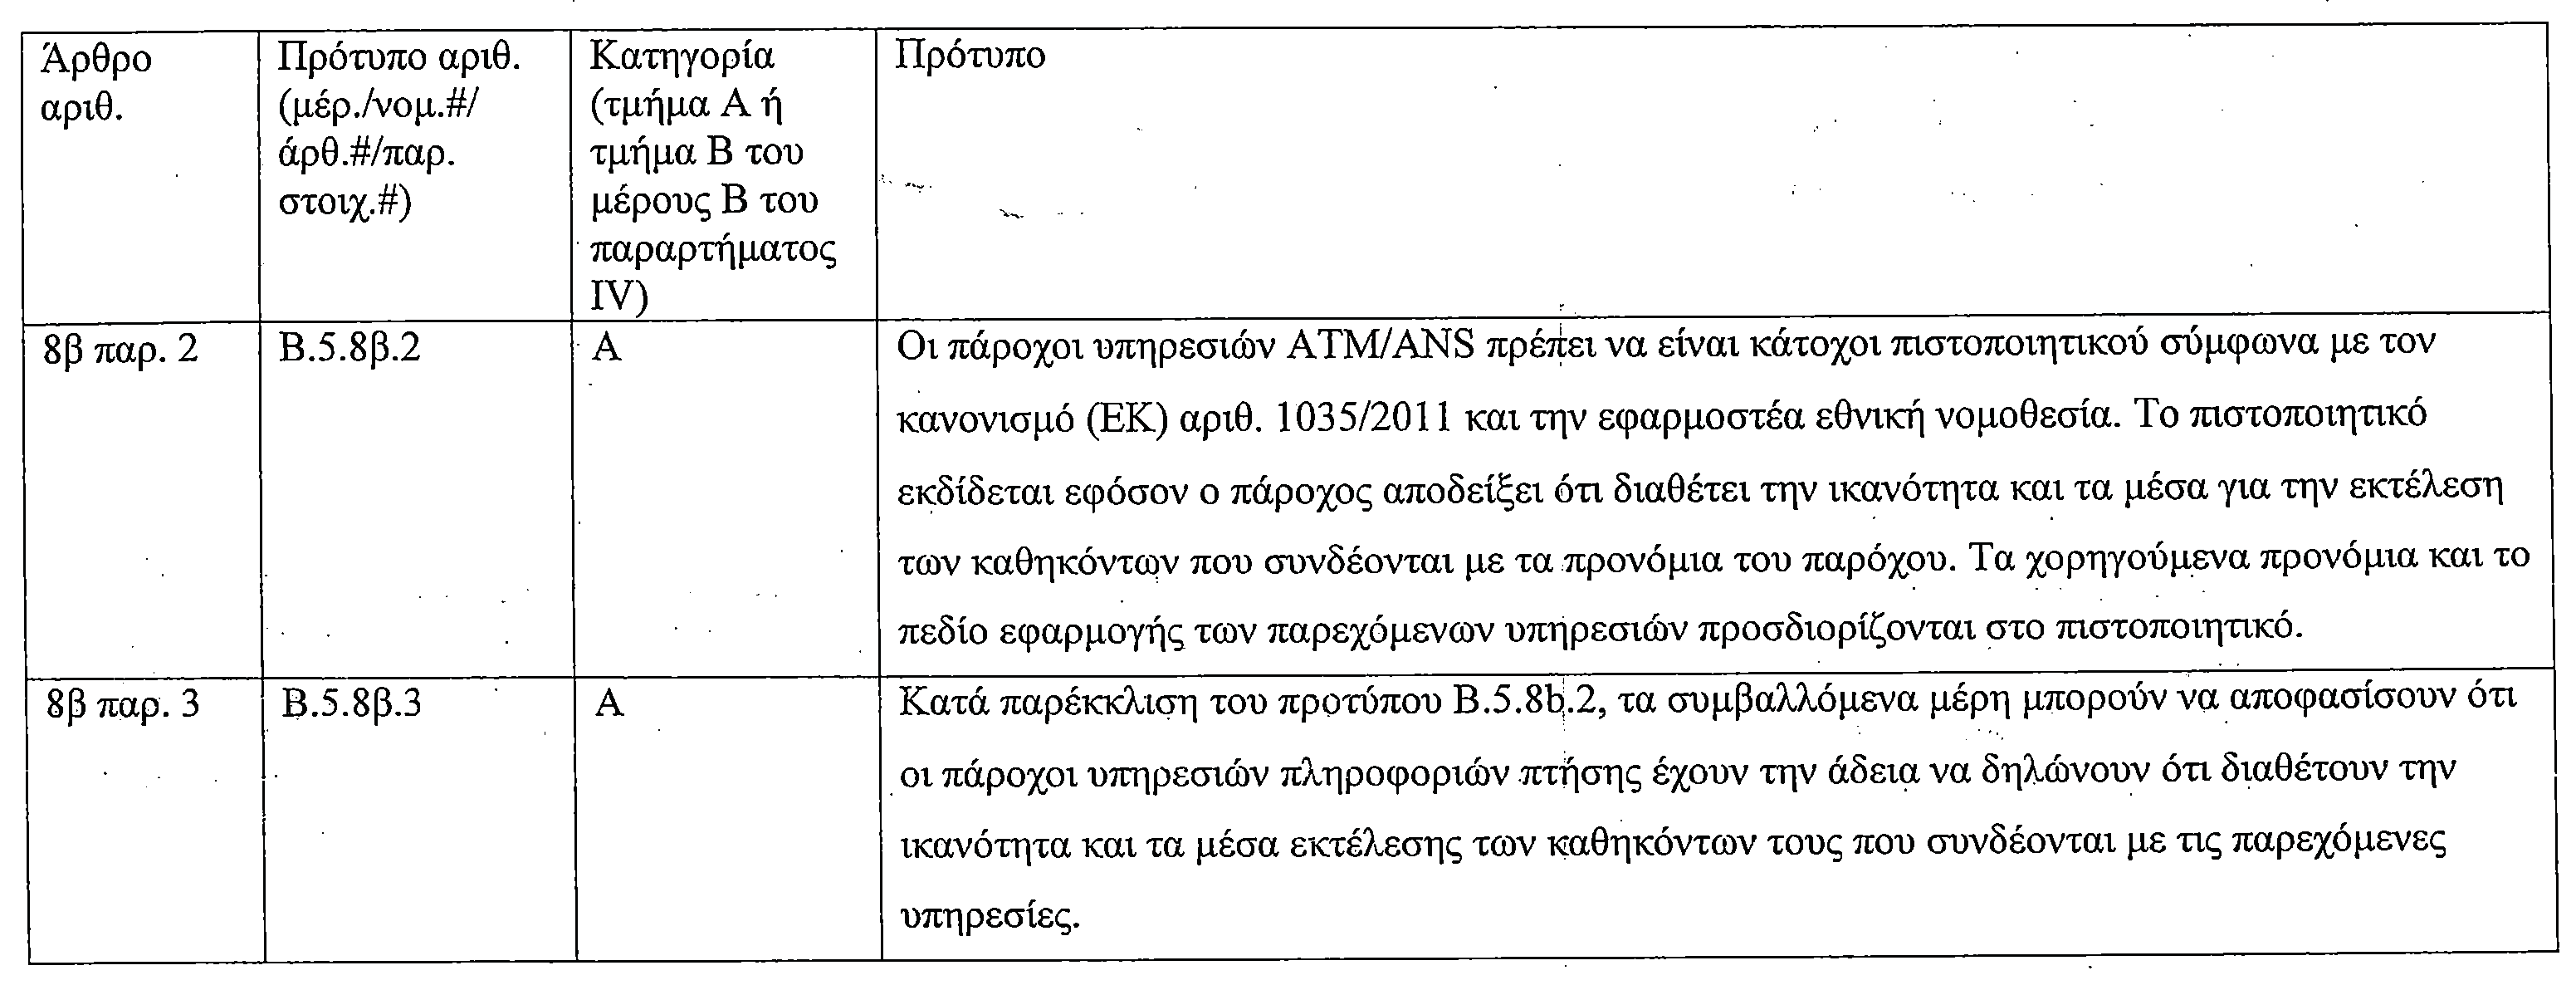 Άρθρο αριθ.
Πρότυπο αριθ. (μέρ./νομ.#/ άρθ.#/παρ. στοιχ.#)
Κατηγορία (τμήμα Α ή τμήμα Β του μέρους Β του παραρτήματος IV)
Πρότυπο
8β παρ. 2
Β.5.8β.2
Α
Οι πάροχοι υπηρεσιών ATM/ANS πρέπει να είναι κάτοχοι πιστοποιητικού σύμφωνα με τον
κανονισμό (ΕΚ) αριθ. 1035/2011 και την εφαρμοστέα εθνική νομοθεσία. Το πιστοποιητικό
εκδίδεται εφόσον ο πάροχος αποδείξει ότι διαθέτει την ικανότητα και τα μέσα για την εκτέλεση
των καθηκόντων που συνδέονται με τα προνόμια του παρόχου. Τα χορηγούμενα προνόμια και το
πεδίο εφαρμογής των παρεχόμενων υπηρεσιών προσδιορίζονται στο πιστοποιητικό.
8β παρ. 3
Β.5.8β.3
Α
Κατά παρέκκλιση του προτύπου Β.5.8b.2, τα συμβαλλόμενα μέρη μπορούν να αποφασίσουν ότι
οι πάροχοι υπηρεσιών πληροφοριών πτήσης έχουν την άδεια να δηλώνουν ότι διαθέτουν την
ικανότητα και τα μέσα εκτέλεσης των καθηκόντων τους που συνδέονται με τις παρεχόμενες
υπηρεσίες.